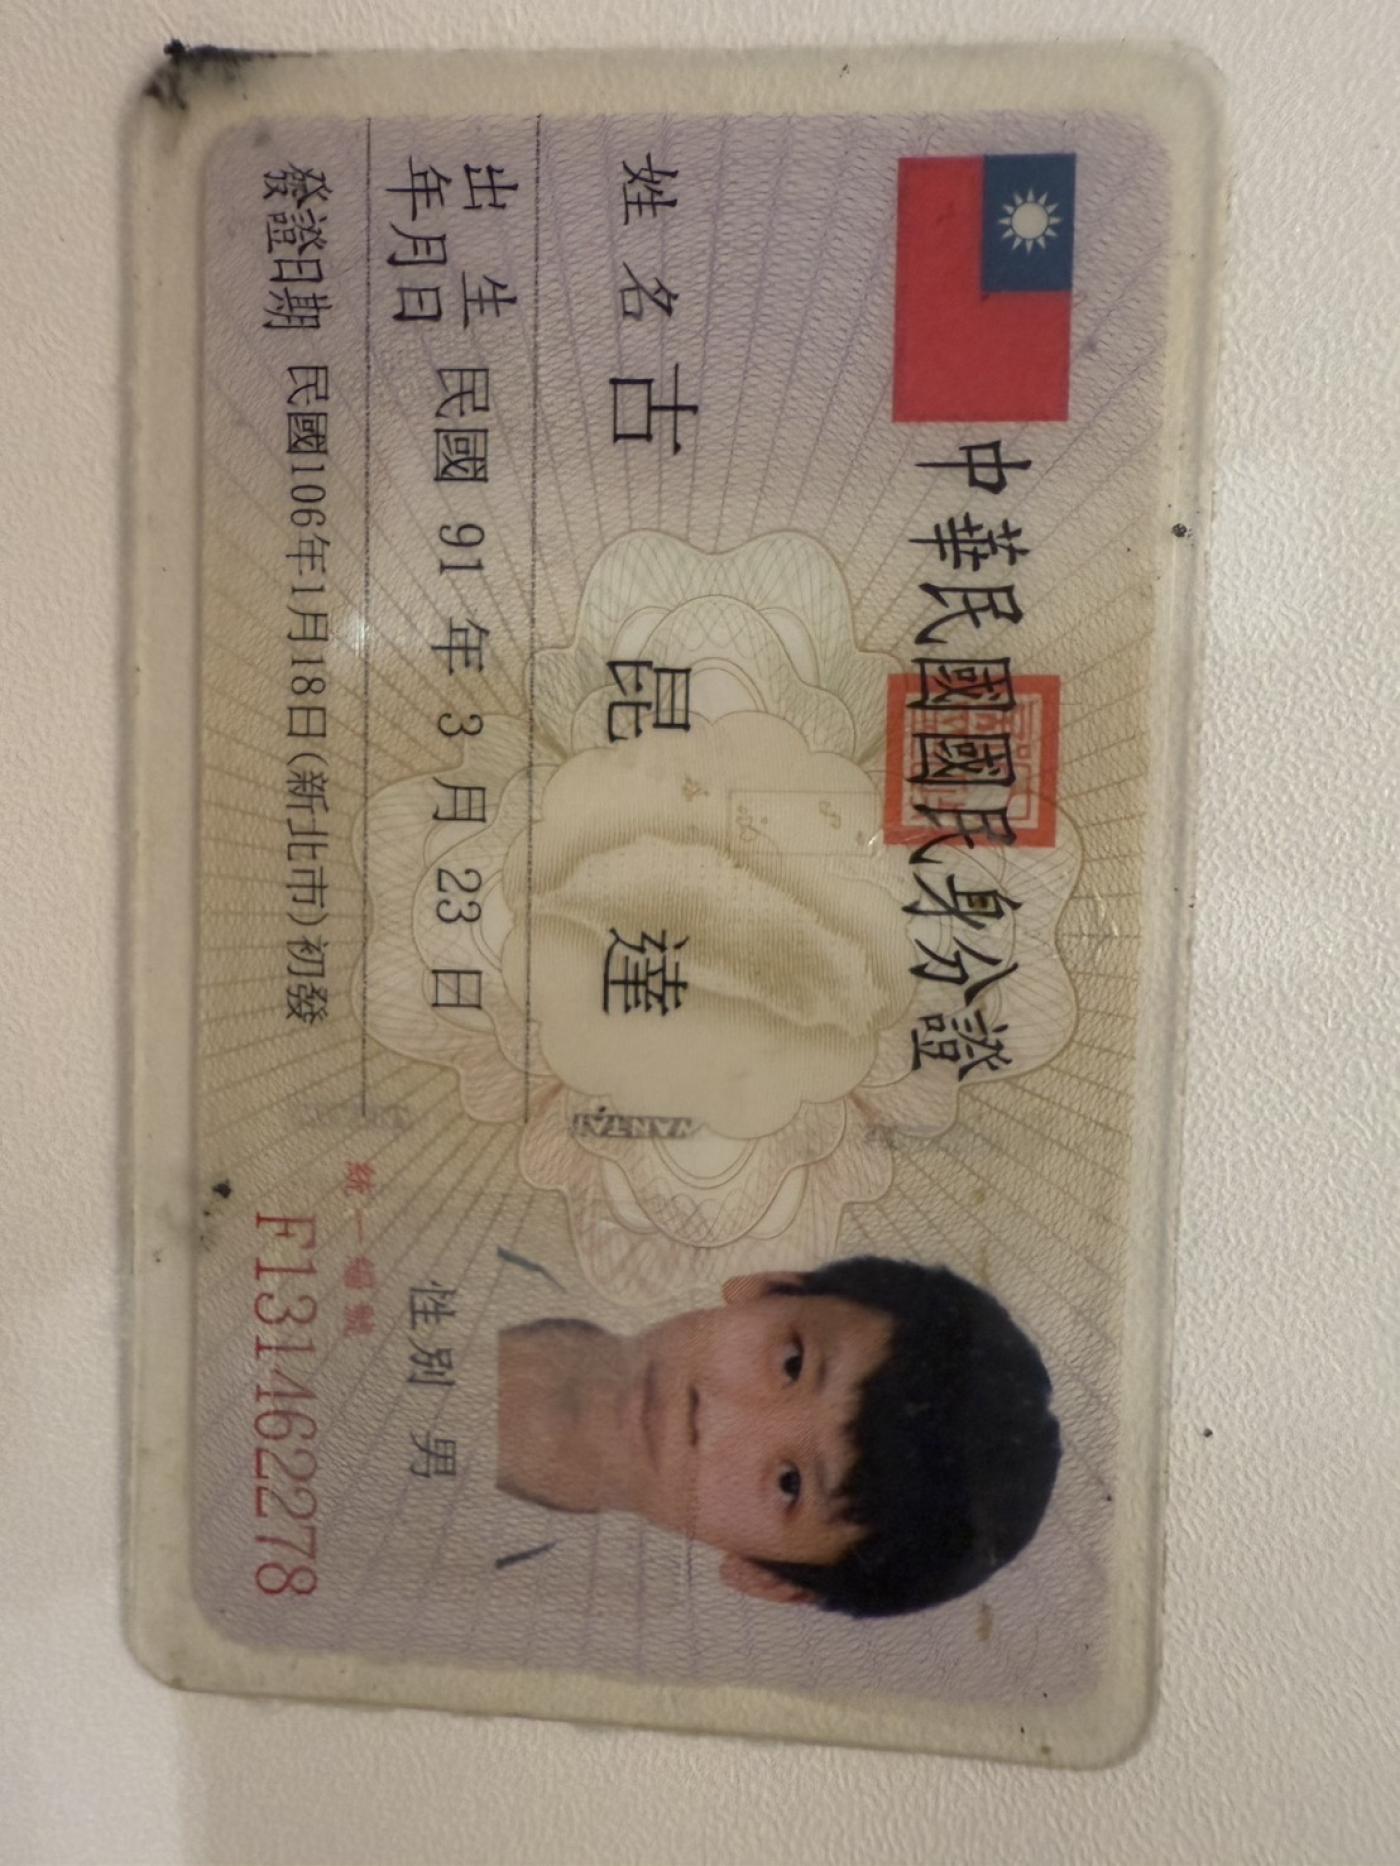 中華民國國民身分證
姓名 古昆達
出生年月日 民國 91 年 3 月 23 日
性別 男
發證日期 民國106年1月18日(新北市)初發
統一編號
F131462278